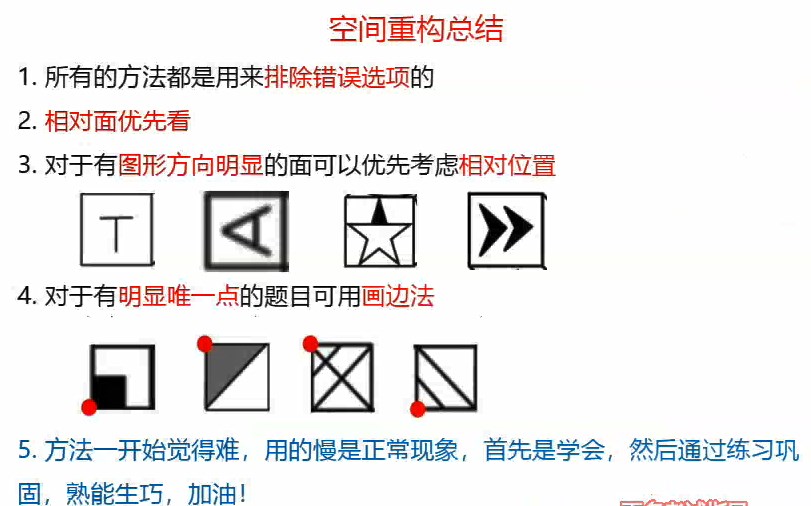 空间重构总结
1. 所有的方法都是用来排除错误选项的
2. 相对面优先看
3. 对于有图形方向明显的面可以优先考虑相对位置
T
A
4. 对于有明显唯一点的题目可用画边法
5. 方法一开始觉得难，用的慢是正常现象，首先是学会，然后通过练习巩
固，熟能生巧，加油！